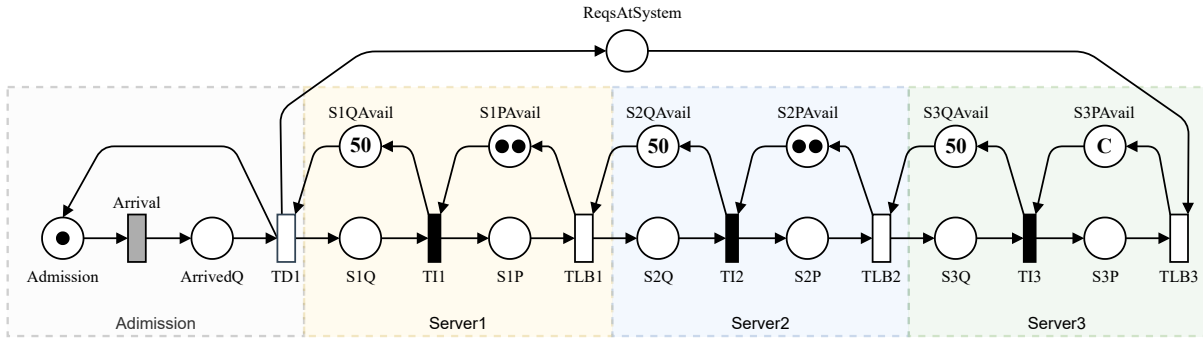 ReqsAtSystem
S1QAvail
S1PAvail
S2QAvail
S2PAvail
S3QAvail
S3PAvail
50
50
50
C
Arrival
Admission
ArrivedQ
TD1
S1Q
TI1
S1P
TLB1
S2Q
TI2
S2P
TLB2
S3Q
TI3
S3P
TLB3
Adimission
Server1
Server2
Server3